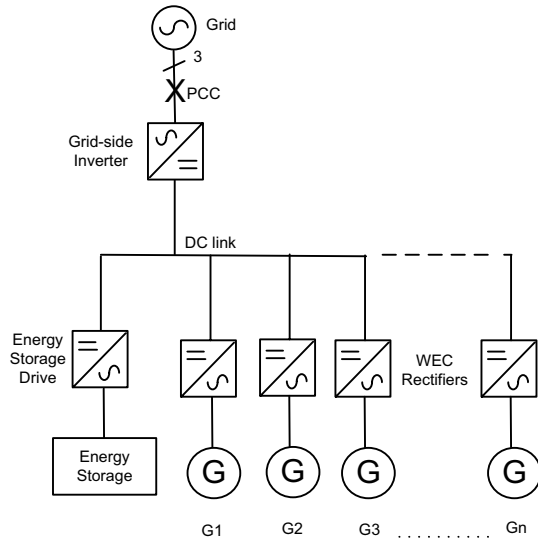 Grid
3
PCC
Grid-side
Inverter
DC link
Energy
Storage
Drive
WEC
Rectifiers
Energy
Storage
G
G
G
G
G1
G2
G3
. . . . . . . . . .
Gn